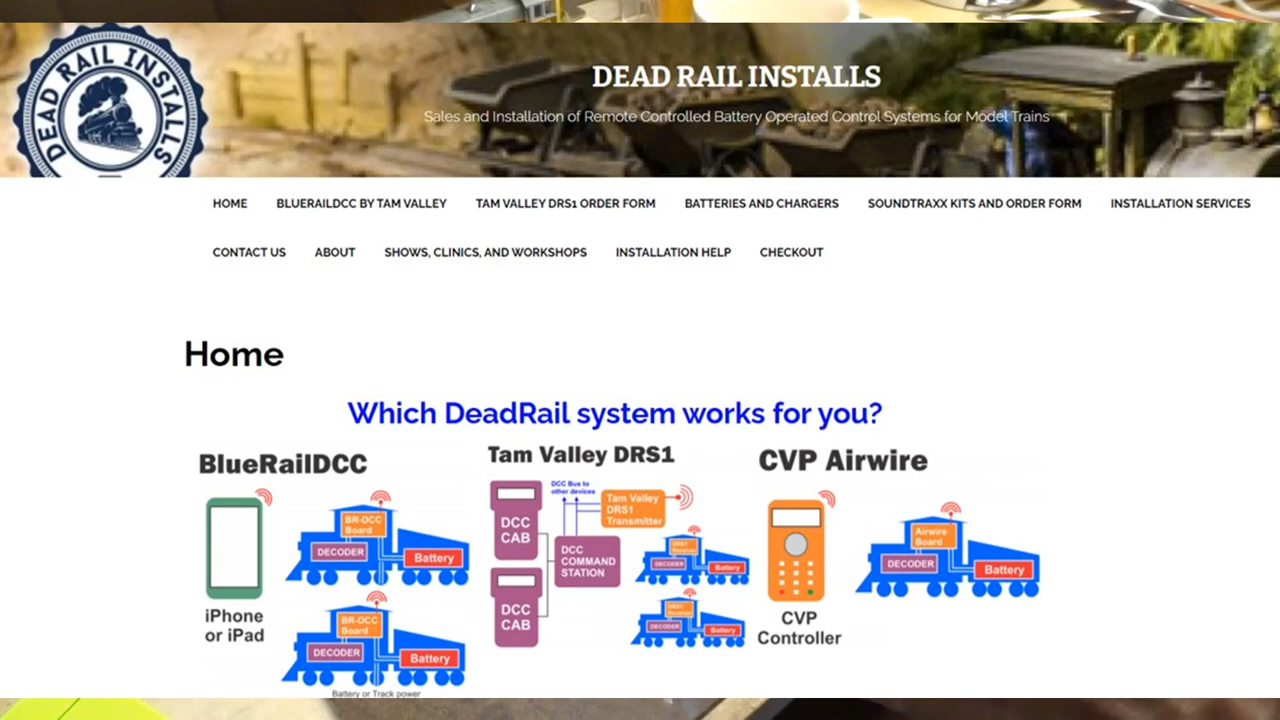 DEAD RAIL INSTALLS
DEAD RAIL INSTALLS
Sales and Installation of Remote Controlled Battery Operated Control Systems for Model Trains
HOME BLUERAILDCC BY TAM VALLEY TAM VALLEY DRS1 ORDER FORM BATTERIES AND CHARGERS SOUNDTRAXX KITS AND ORDER FORM INSTALLATION SERVICES
CONTACT US ABOUT SHOWS, CLINICS, AND WORKSHOPS INSTALLATION HELP CHECKOUT
Home
Which DeadRail system works for you?
BlueRailDCC
BR-DCC
Board
DECODER
Battery
iPhone
or iPad
BR-DCC
Board
DECODER
Battery
Battery or Track power
Tam Valley DRS1
DCC Bus to
other devices
Tam Valley
DRS1
Transmitter
DCC
CAB
DCC
COMMAND
STATION
DCC
CAB
DRS1
Receiver
DECODER
Battery
DRS1
Receiver
DECODER
Battery
CVP Airwire
Airwire
Board
DECODER
Battery
CVP
Controller